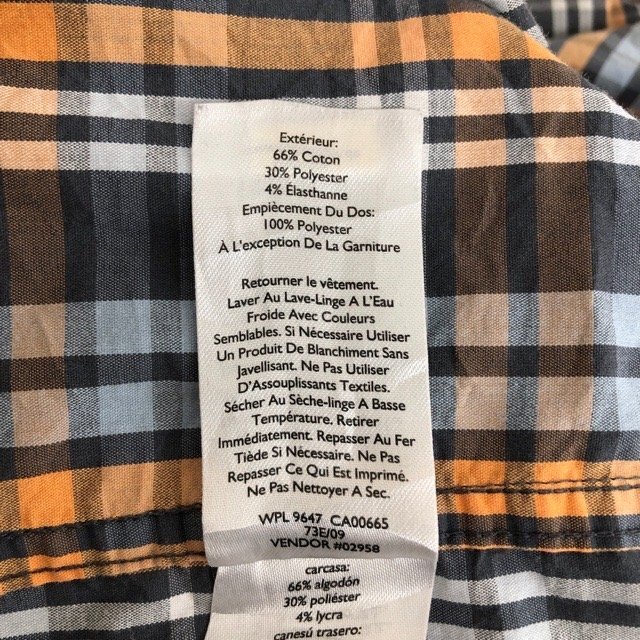 Extérieur:
66% Coton
30% Polyester
4% Élasthanne
Empiècement Du Dos:
100% Polyester
À L'exception De La Garniture
Retourner le vêtement.
Laver Au Lave-Linge A L'Eau
Froide Avec Couleurs
Semblables. Si Nécessaire Utiliser
Un Produit De Blanchiment Sans
Javellisant. Ne Pas Utiliser
D'Assouplissants Textiles.
Sécher Au Sèche-linge A Basse
Température. Retirer
Immédiatement. Repasser Au Fer
Tiède Si Nécessaire. Ne Pas
Repasser Ce Qui Est Imprimé.
Ne Pas Nettoyer A Sec.
WPL 9647 CA00665
73E/09
VENDOR #02958
carcasa:
66% algodón
30% poliéster
4% lycra
canesú trasero: